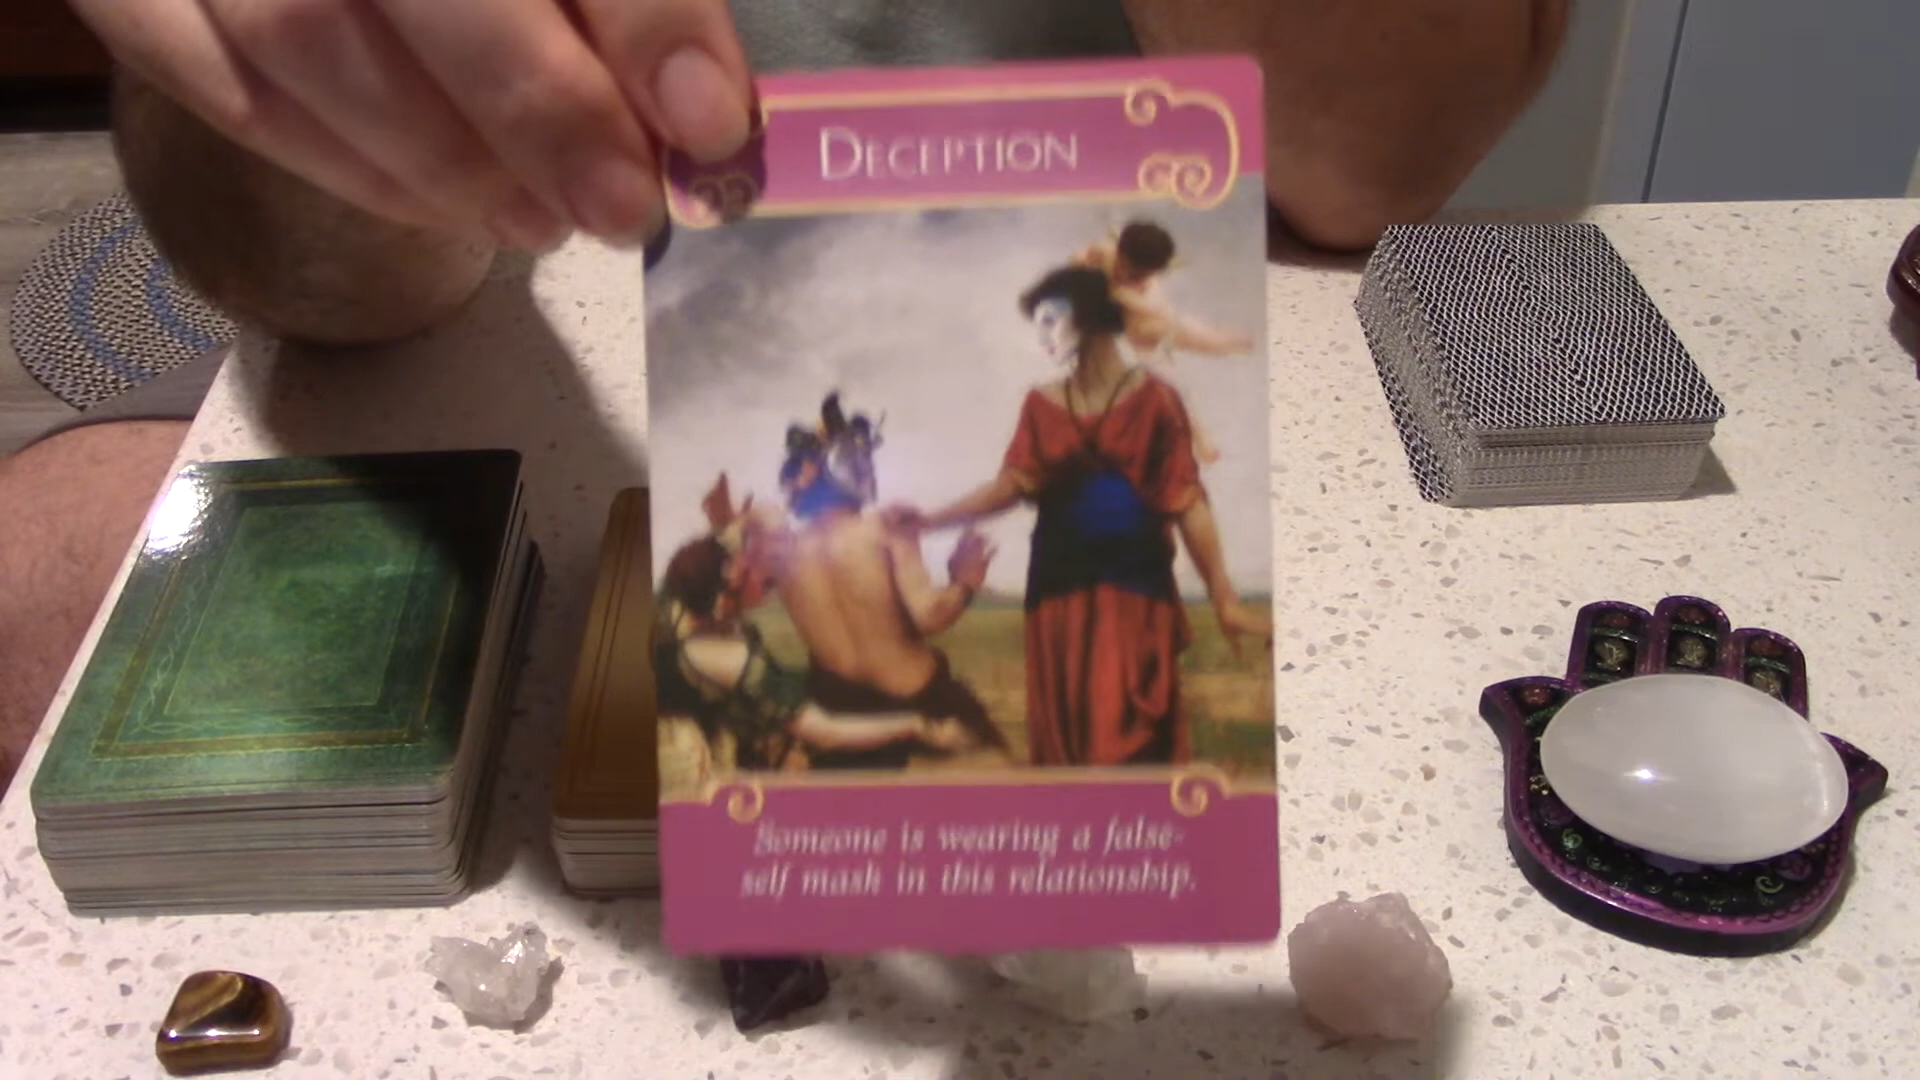 DECEPTION
Someone is wearing a false-
self mask in this relationship.